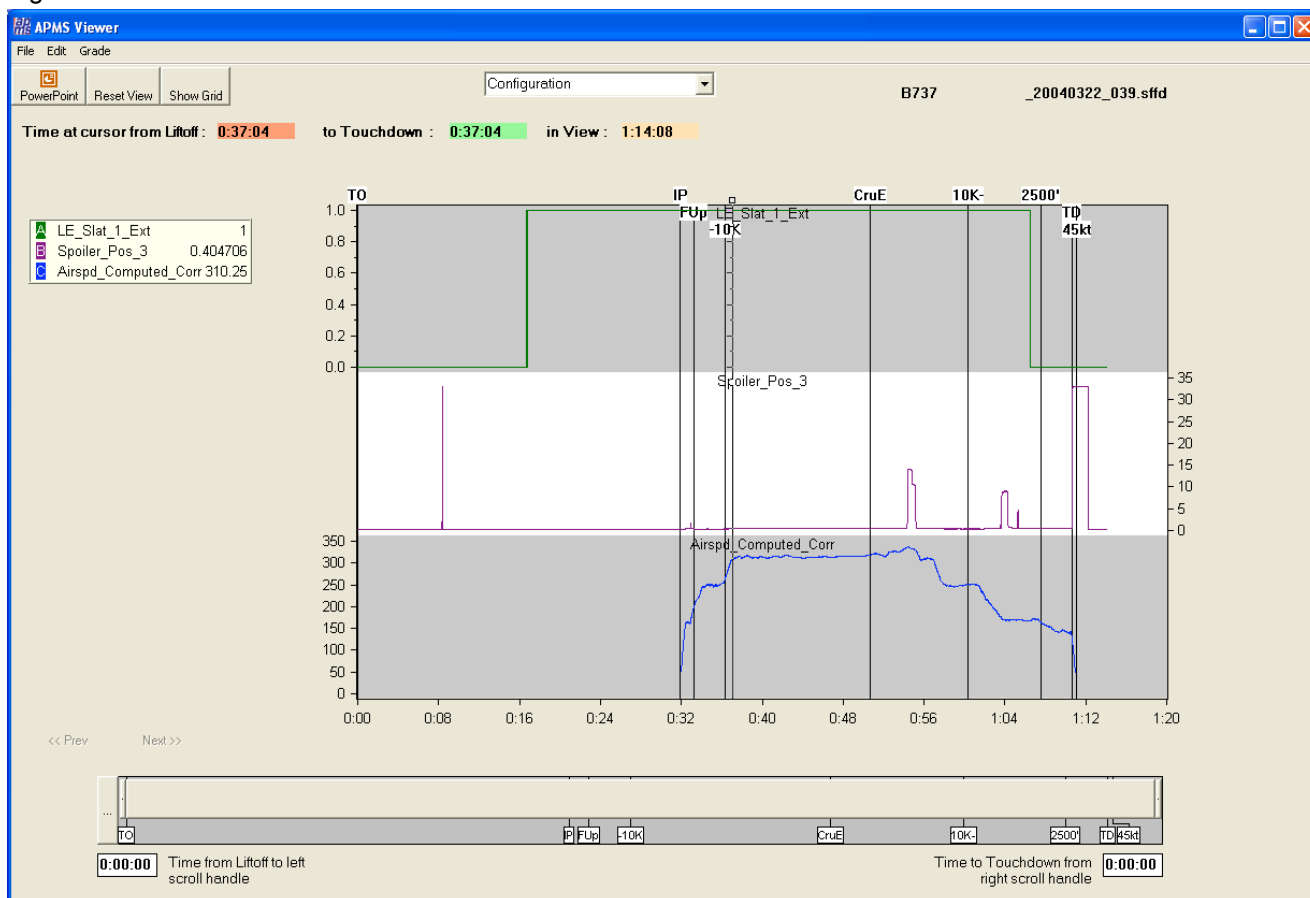 APMS Viewer
File Edit Grade
PowerPoint Reset View Show Grid
Configuration
B737 _20040322_039.sffd
Time at cursor from Liftoff : 0:37:04 to Touchdown : 0:37:04 in View : 1:14:08
TO IP CruE 10K- 2500'
FUp LE_Slat_1_Ext TD
-10K 45kt
A LE_Slat_1_Ext 1
B Spoiler_Pos_3 0.404706
C Airspd_Computed_Corr 310.25
1.0
0.8
0.6
0.4
0.2
0.0
Spoiler_Pos_3
35
30
25
20
15
10
5
0
Airspd_Computed_Corr
350
300
250
200
150
100
50
0
0:00 0:08 0:16 0:24 0:32 0:40 0:48 0:56 1:04 1:12 1:20
<< Prev Next >>
...
TO IP FUp -10K CruE 10K- 2500' TD 45kt
0:00:00 Time from Liftoff to left
scroll handle
Time to Touchdown from 0:00:00
right scroll handle